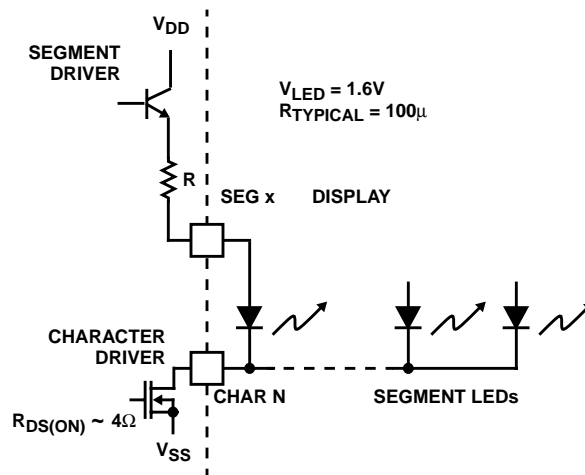 VDD
SEGMENT
DRIVER
VLED = 1.6V
RTYPICAL = 100μ
R
SEG x
DISPLAY
CHARACTER
DRIVER
CHAR N
SEGMENT LEDs
RDS(ON) ~ 4Ω
VSS